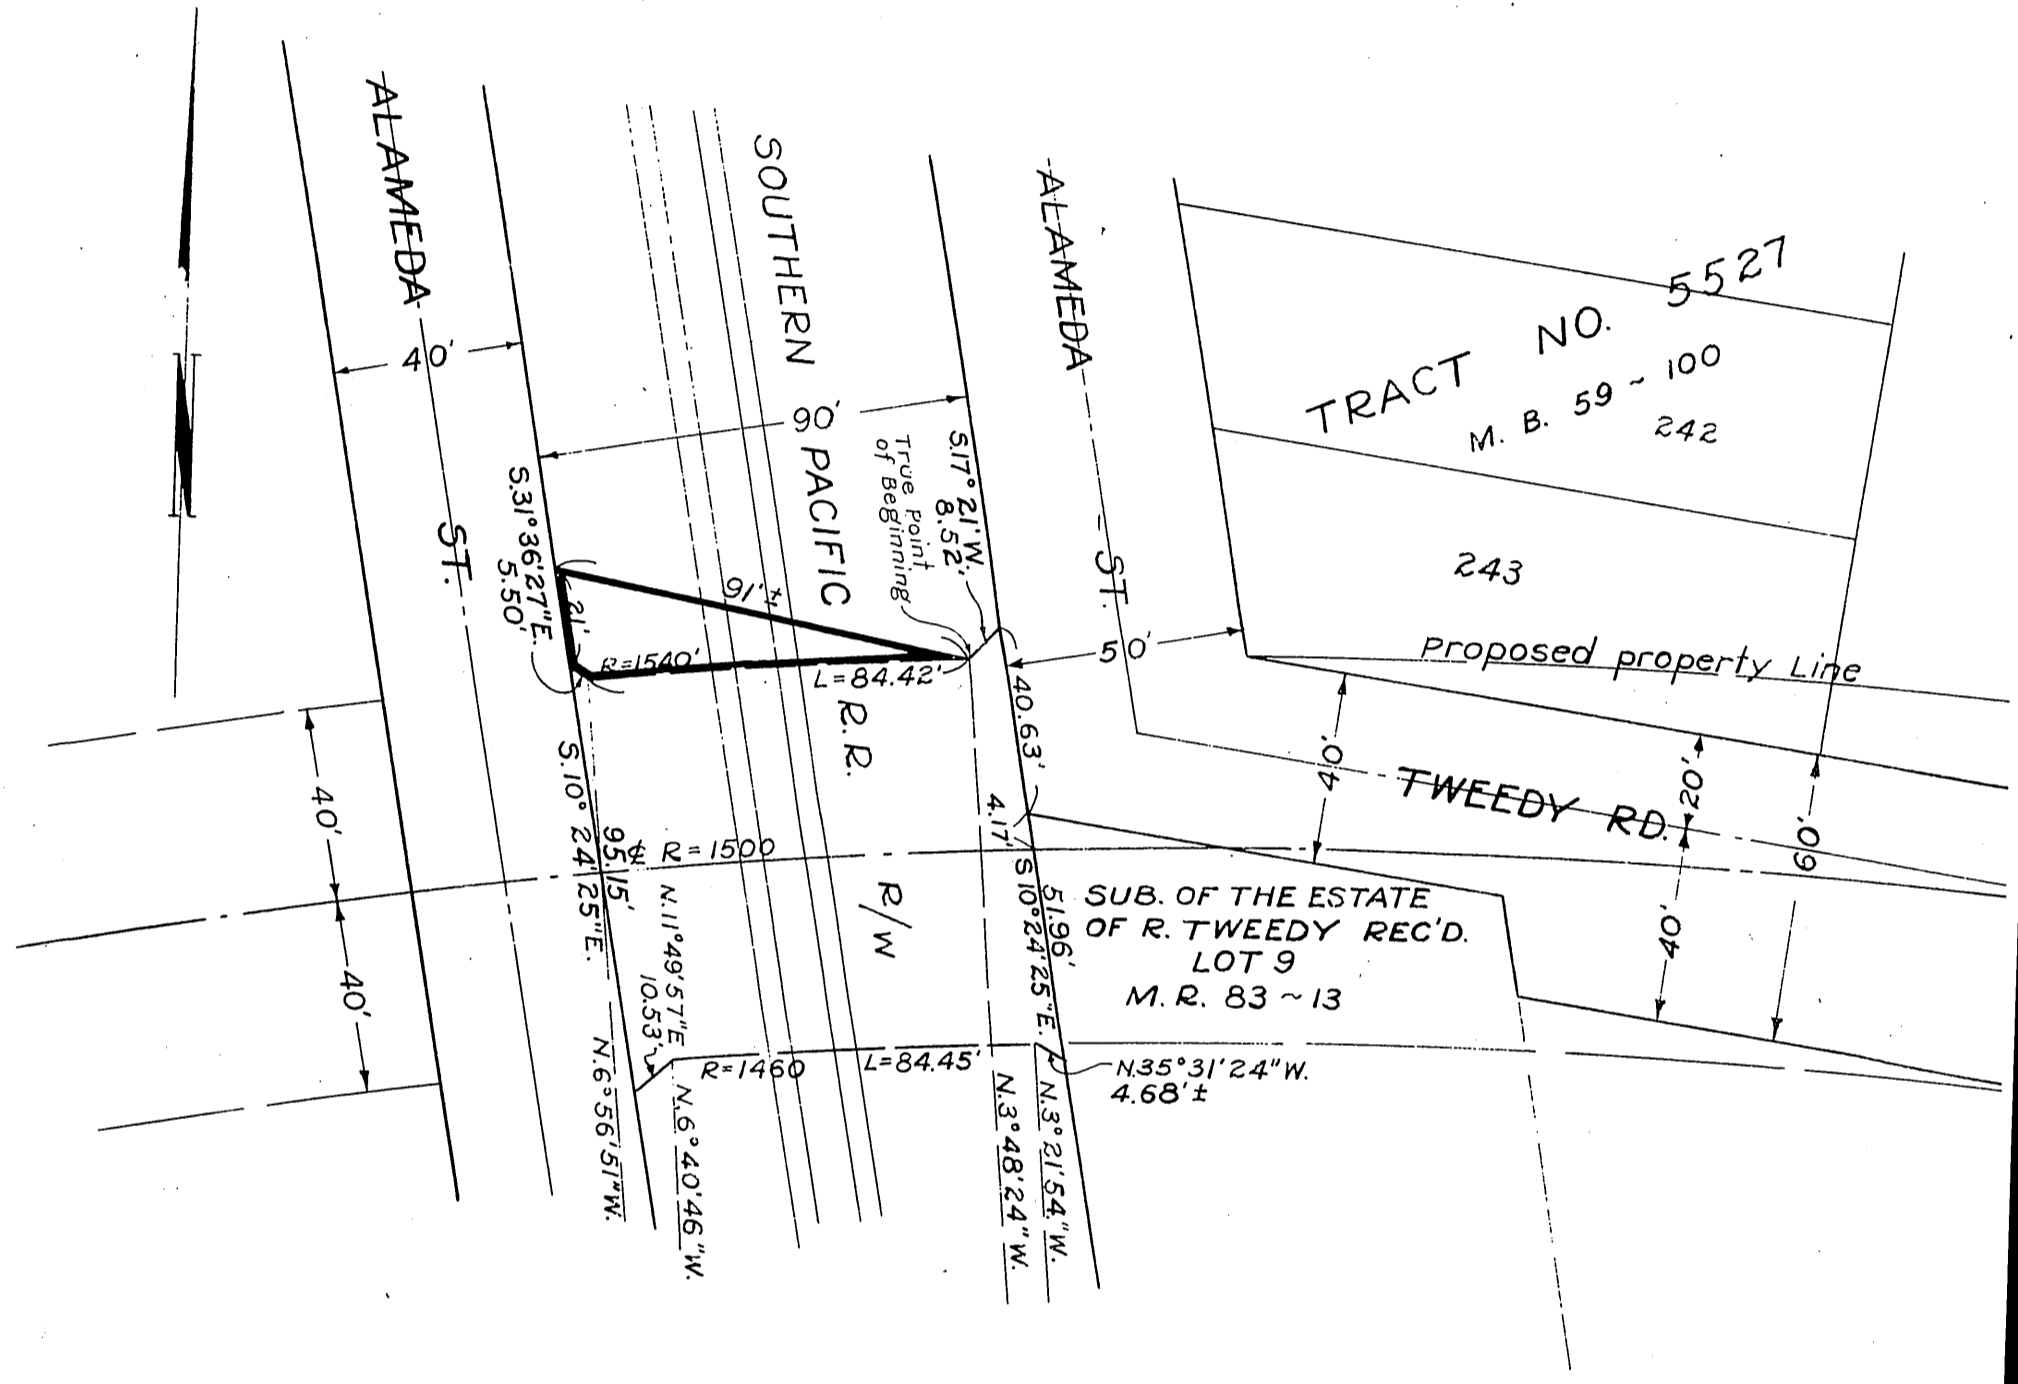 ALAMEDA
ST.
40'
SOUTHERN
PACIFIC
R.R.
R/W
90'
True Point
of Beginning
S.17° 21' W.
8.52'
ALAMEDA
ST.
50'
TRACT NO. 5527
M. B. 59 ~ 100
242
243
Proposed property Line
S.31° 36' 27" E.
5.50'
21'
91'±
R=1540'
L=84.42'
40.63'
4.17'
40'
TWEEDY RD.
20'
60'
40'
40'
40'
S.10° 24' 25" E.
95.15'
₵ R = 1500
N.11° 49' 57" E
10.53'
51.96'
S 10° 24' 25" E.
SUB. OF THE ESTATE
OF R. TWEEDY REC'D.
LOT 9
M. R. 83 ~ 13
R=1460
L=84.45'
N.35° 31' 24" W.
4.68'±
N.6° 56' 51" W.
N.6° 40' 46" W.
N.3° 48' 24" W.
N.3° 21' 54" W.
N